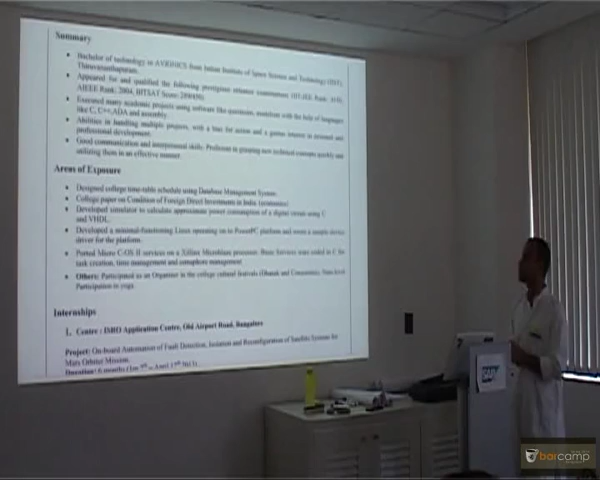 Summary
Bachelor of technology in AVIONICS from Indian Institute of Space Science and Technology (IIST),
Thiruvananthapuram.
Appeared for and qualified the following prestigious entrance examinations: IIT-JEE Rank:
AIEEE Rank: 2004, BITSAT Score:
Executed many academic projects using software like questasim, with the help of languages
like C, C++, ADA and assembly.
Abilities in handling multiple projects, with a bias for action and a genuine interest in personal and
professional development.
Good communication and interpersonal skills; Proficient in grasping new technical concepts quickly and
utilizing them in an effective manner.
Areas of Exposure
Designed college time-table schedule using Database Management System.
College paper on Condition of Foreign Direct Investments in India. (economics)
Developed simulator to calculate approximate power consumption of a digital circuit using C
and VHDL.
Developed a minimal-functioning Linux operating on to PowerPC platform and wrote a sample device
driver for the platform.
Ported Micro C-OS II services on a Xilinx Microblaze processor. Basic Services were coded in C for
task creation, time management and semaphore management.
Others: Participated as an Organizer in the college cultural festivals (Dhanak and Conscientia). State level
Participation in yoga.
Internships
1. Centre : ISRO Application Centre, Old Airport Road, Bangalore
Project: On-board Automation of Fault Detection, Isolation and Reconfiguration of Satellite Systems for
Mars Orbiter Mission.
Duration: 6 months
SAP
barcamp